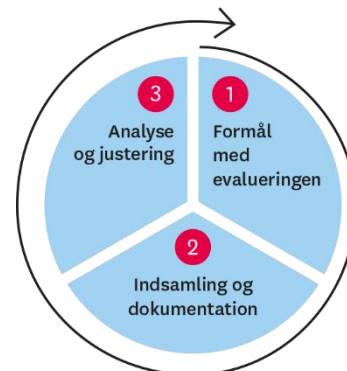 1
Formål
med
evalueringen
2
Indsamling og
dokumentation
3
Analyse
og justering